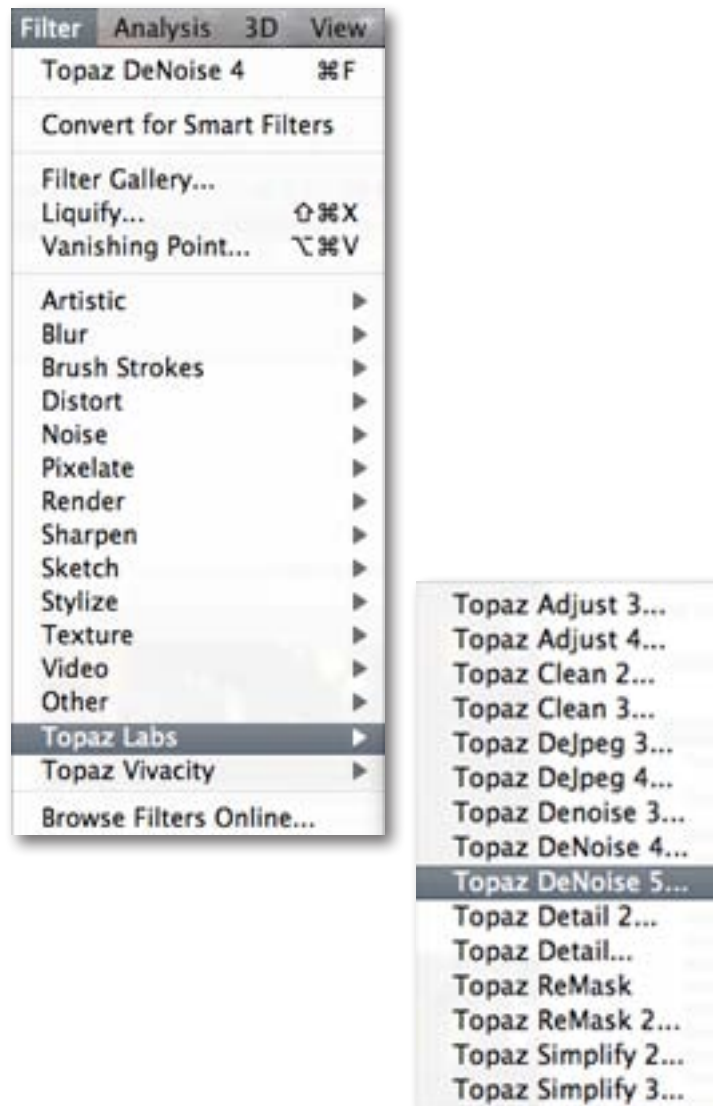 Filter Analysis 3D View
Topaz DeNoise 4 ⌘F
Convert for Smart Filters
Filter Gallery...
Liquify... ⇧⌘X
Vanishing Point... ⌥⌘V
Artistic
Blur
Brush Strokes
Distort
Noise
Pixelate
Render
Sharpen
Sketch
Stylize
Texture
Video
Other
Topaz Labs
Topaz Vivacity
Browse Filters Online...
Topaz Adjust 3...
Topaz Adjust 4...
Topaz Clean 2...
Topaz Clean 3...
Topaz DeJpeg 3...
Topaz DeJpeg 4...
Topaz Denoise 3...
Topaz DeNoise 4...
Topaz DeNoise 5...
Topaz Detail 2...
Topaz Detail...
Topaz ReMask
Topaz ReMask 2...
Topaz Simplify 2...
Topaz Simplify 3...